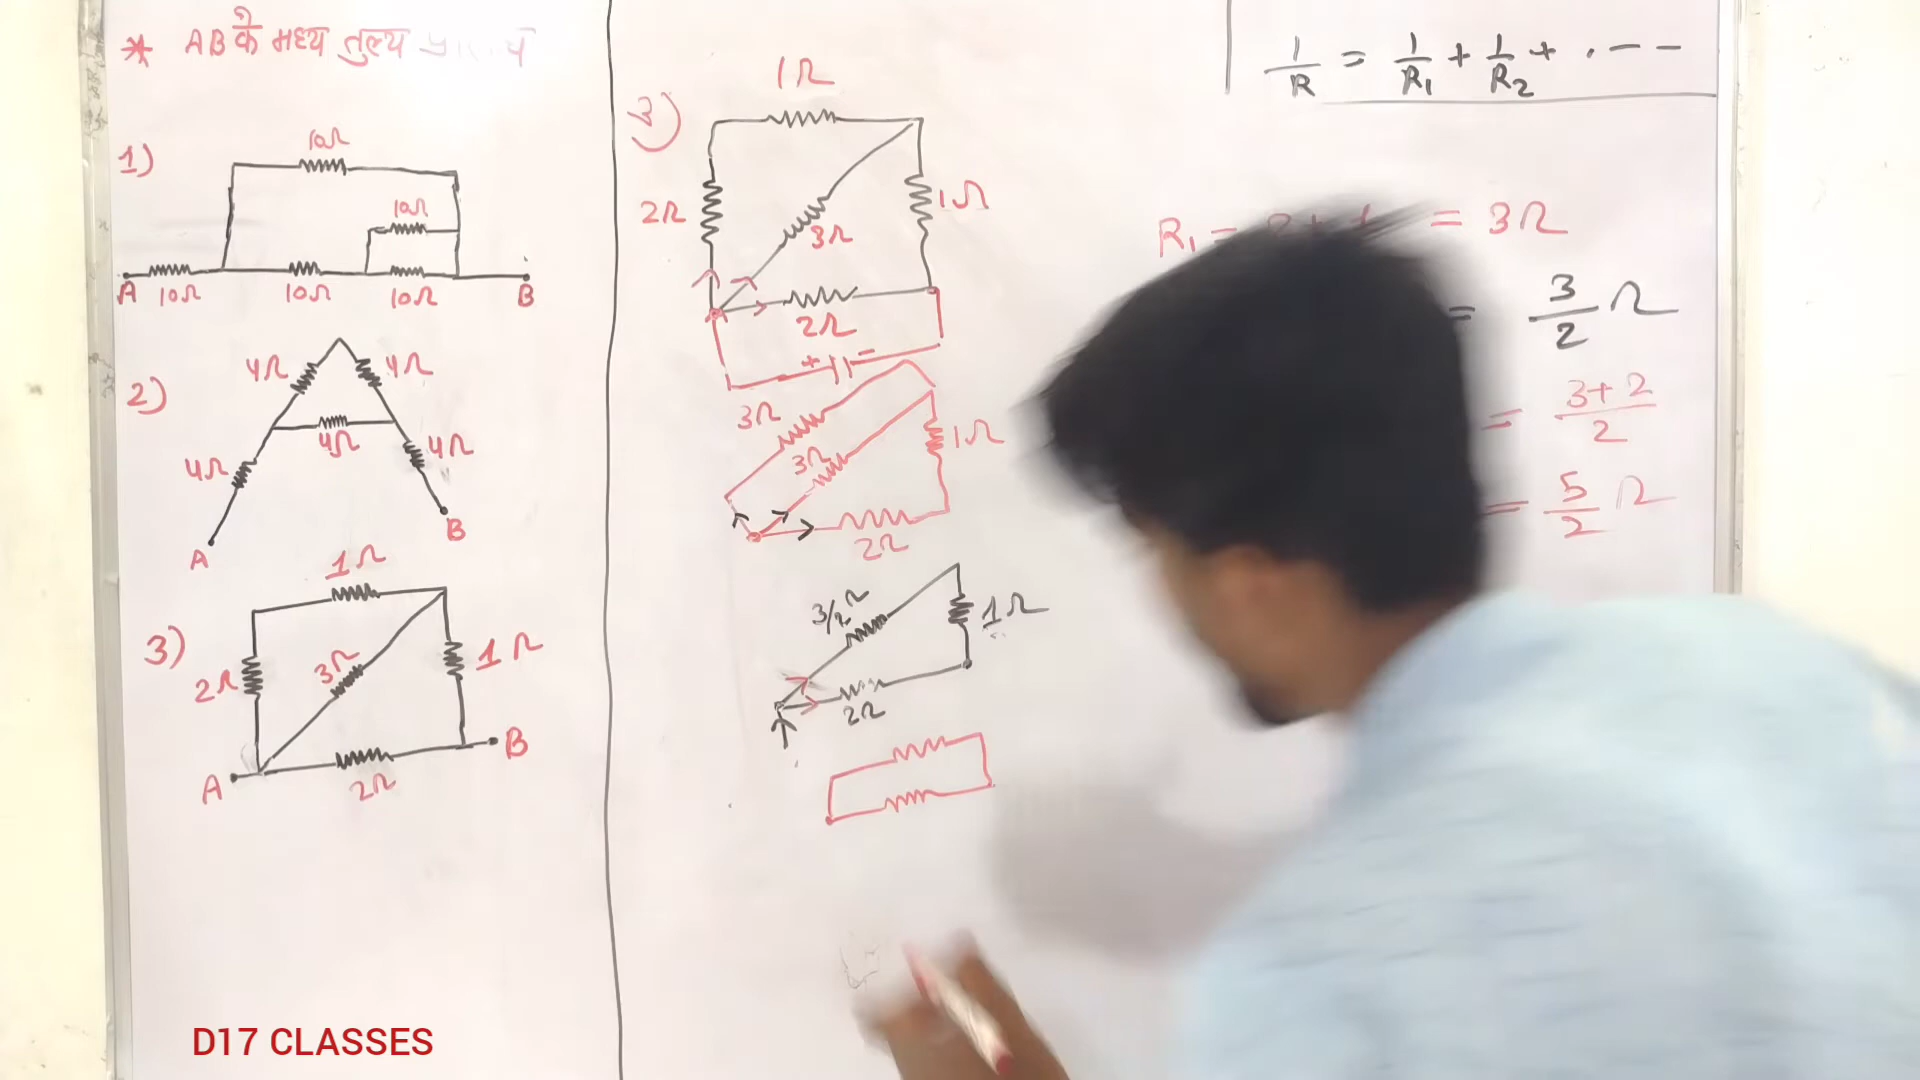 * AB के मध्य तुल्य
1)
10Ω
10Ω
A 10Ω 10Ω 10Ω B
2)
4Ω 4Ω
4Ω
4Ω 4Ω
A B
3)
1Ω
2Ω 3Ω 1Ω
A 2Ω B
D17 CLASSES
3)
1Ω
2Ω 3Ω 1Ω
2Ω
+ -
3Ω
3Ω 1Ω
2Ω
3/2Ω 1Ω
2Ω
1/R = 1/R₁ + 1/R₂ + . - - -
R₁ = 2 + 1 = 3Ω
= 3/2 Ω
= 3+2/2
= 5/2 Ω